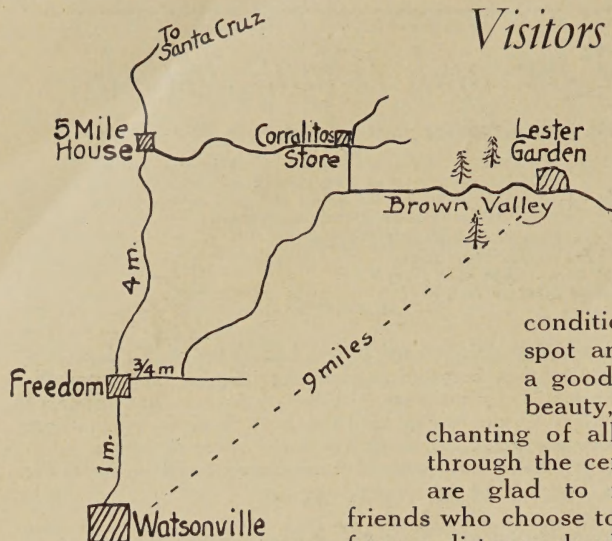 Visitors
To
Santa Cruz
5 Mile
House
Corralitos
Store
Lester
Garden
Brown Valley
4 m.
9 miles
3/4 m
Freedom
1 m.
Watsonville
conditio
spot an
a good
beauty,
chanting of all
through the ce
are glad to
friends who choose to